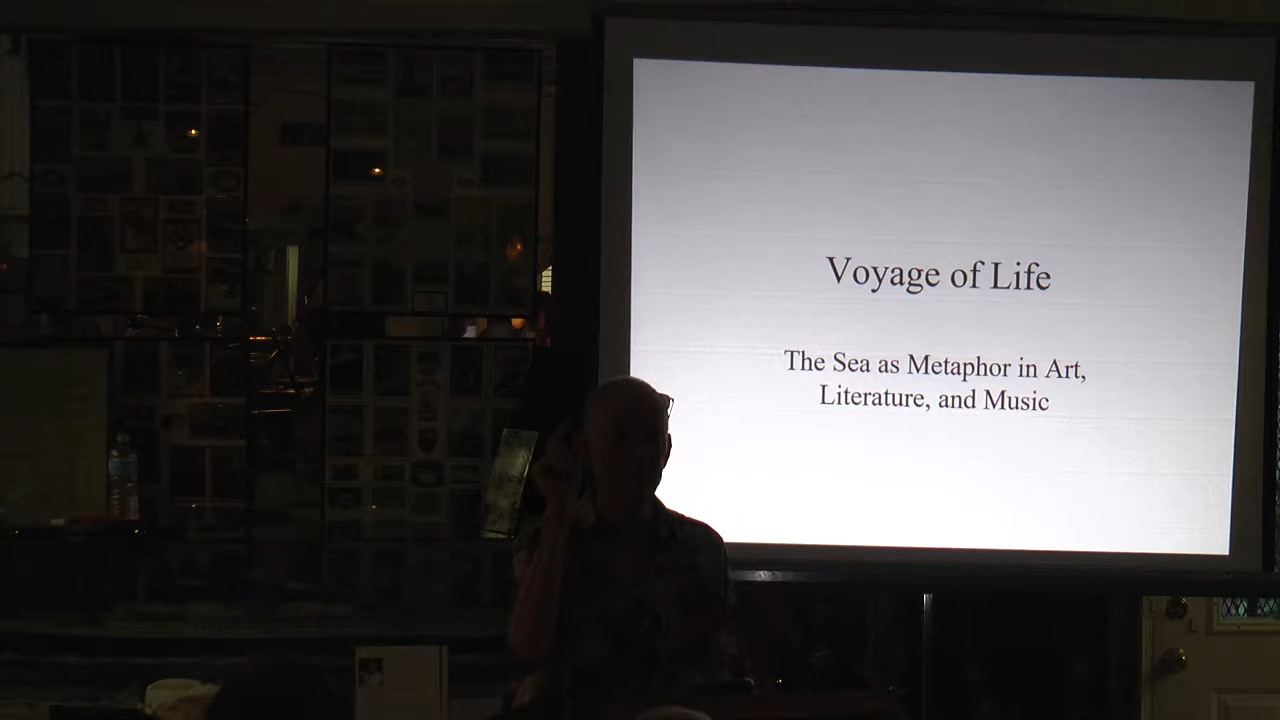 Voyage of Life
The Sea as Metaphor in Art,
Literature, and Music